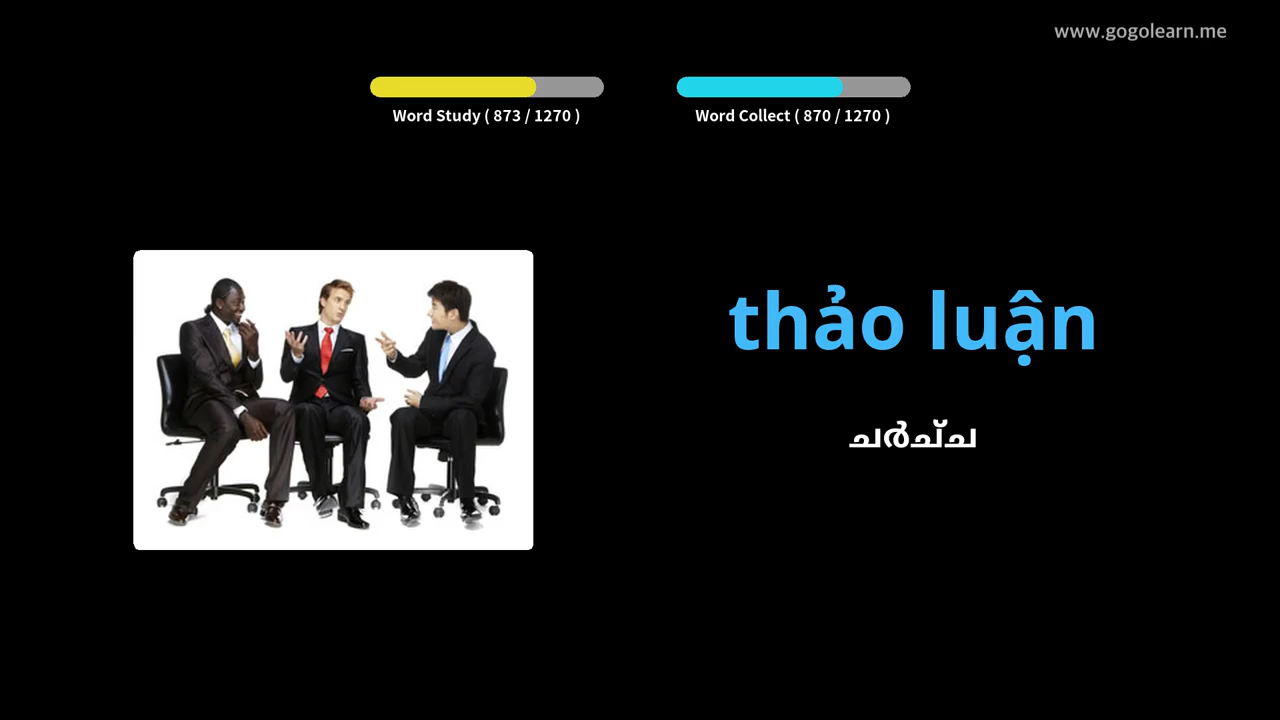 www.gogolearn.me
Word Study ( 873 / 1270 )
Word Collect ( 870 / 1270 )
thảo luận
ചർച്ച